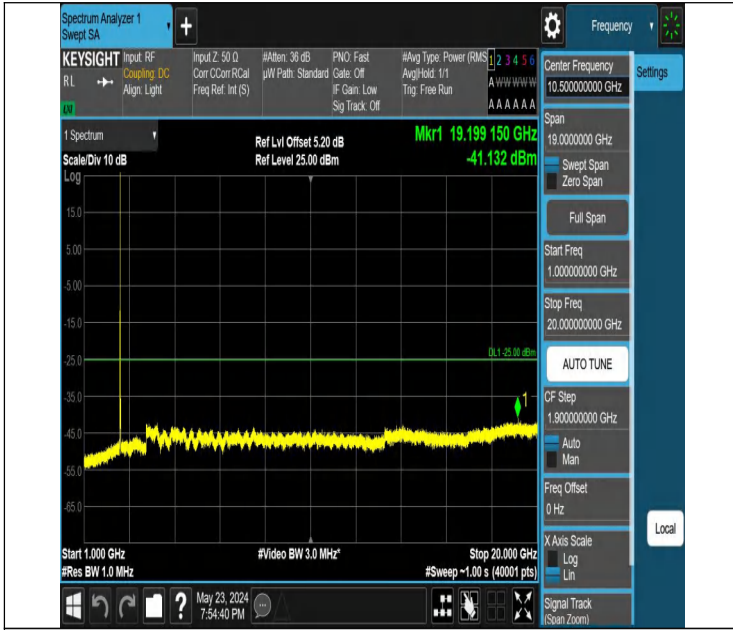 Spectrum Analyzer 1
Swept SA
+
Frequency
KEYSIGHT
RL
LXI
Input: RF
Coupling: DC
Align: Light
Input Z: 50 Ω
Corr CCorr RCal
Freq Ref: Int (S)
#Atten: 36 dB
µW Path: Standard
PNO: Fast
Gate: Off
IF Gain: Low
Sig Track: Off
#Avg Type: Power (RMS
Avg|Hold: 1/1
Trig: Free Run
1 2 3 4 5 6
A W W W W W
A A A A A A
1 Spectrum
Scale/Div 10 dB
Log
Ref Lvl Offset 5.20 dB
Ref Level 25.00 dBm
Mkr1 19.199 150 GHz
-41.132 dBm
15.0
5.00
-5.00
-15.0
-25.0
-35.0
-45.0
-55.0
-65.0
DL1 -25.00 dBm
1
Start 1.000 GHz
#Res BW 1.0 MHz
#Video BW 3.0 MHz*
Stop 20.000 GHz
#Sweep ~1.00 s (40001 pts)
?
May 23, 2024
7:54:40 PM
Center Frequency
10.500000000 GHz
Settings
Span
19.0000000 GHz
Swept Span
Zero Span
Full Span
Start Freq
1.000000000 GHz
Stop Freq
20.000000000 GHz
AUTO TUNE
CF Step
1.900000000 GHz
Auto
Man
Freq Offset
0 Hz
X Axis Scale
Log
Lin
Local
Signal Track
(Span Zoom)